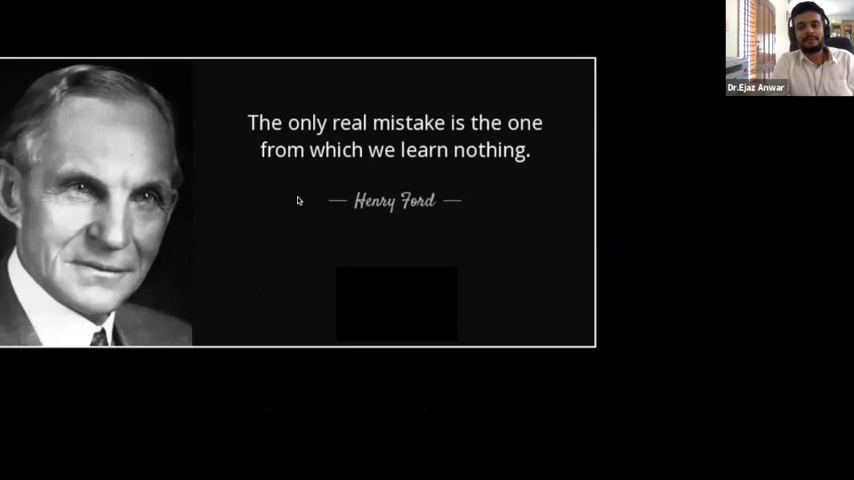 The only real mistake is the one
from which we learn nothing.
— Henry Ford —
Dr.Ejaz Anwar